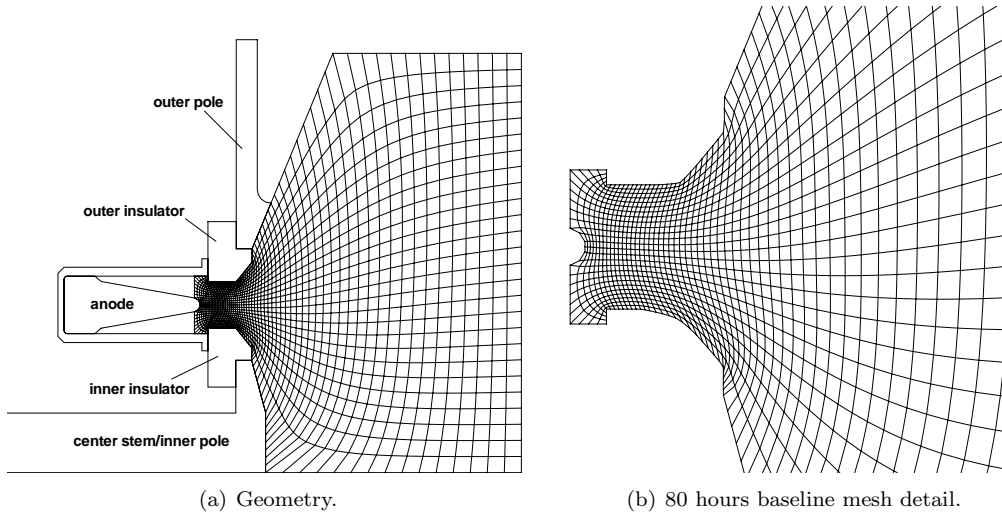 outer pole
outer insulator
anode
inner insulator
center stem/inner pole
(a) Geometry.
(b) 80 hours baseline mesh detail.